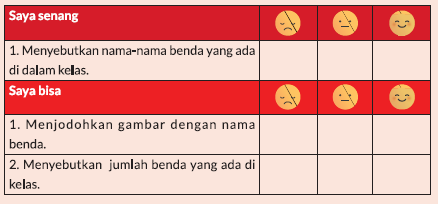 Saya senang
1. Menyebutkan nama-nama benda yang ada
di dalam kelas.
Saya bisa
1. Menjodohkan gambar dengan nama
benda.
2. Menyebutkan jumlah benda yang ada di
kelas.